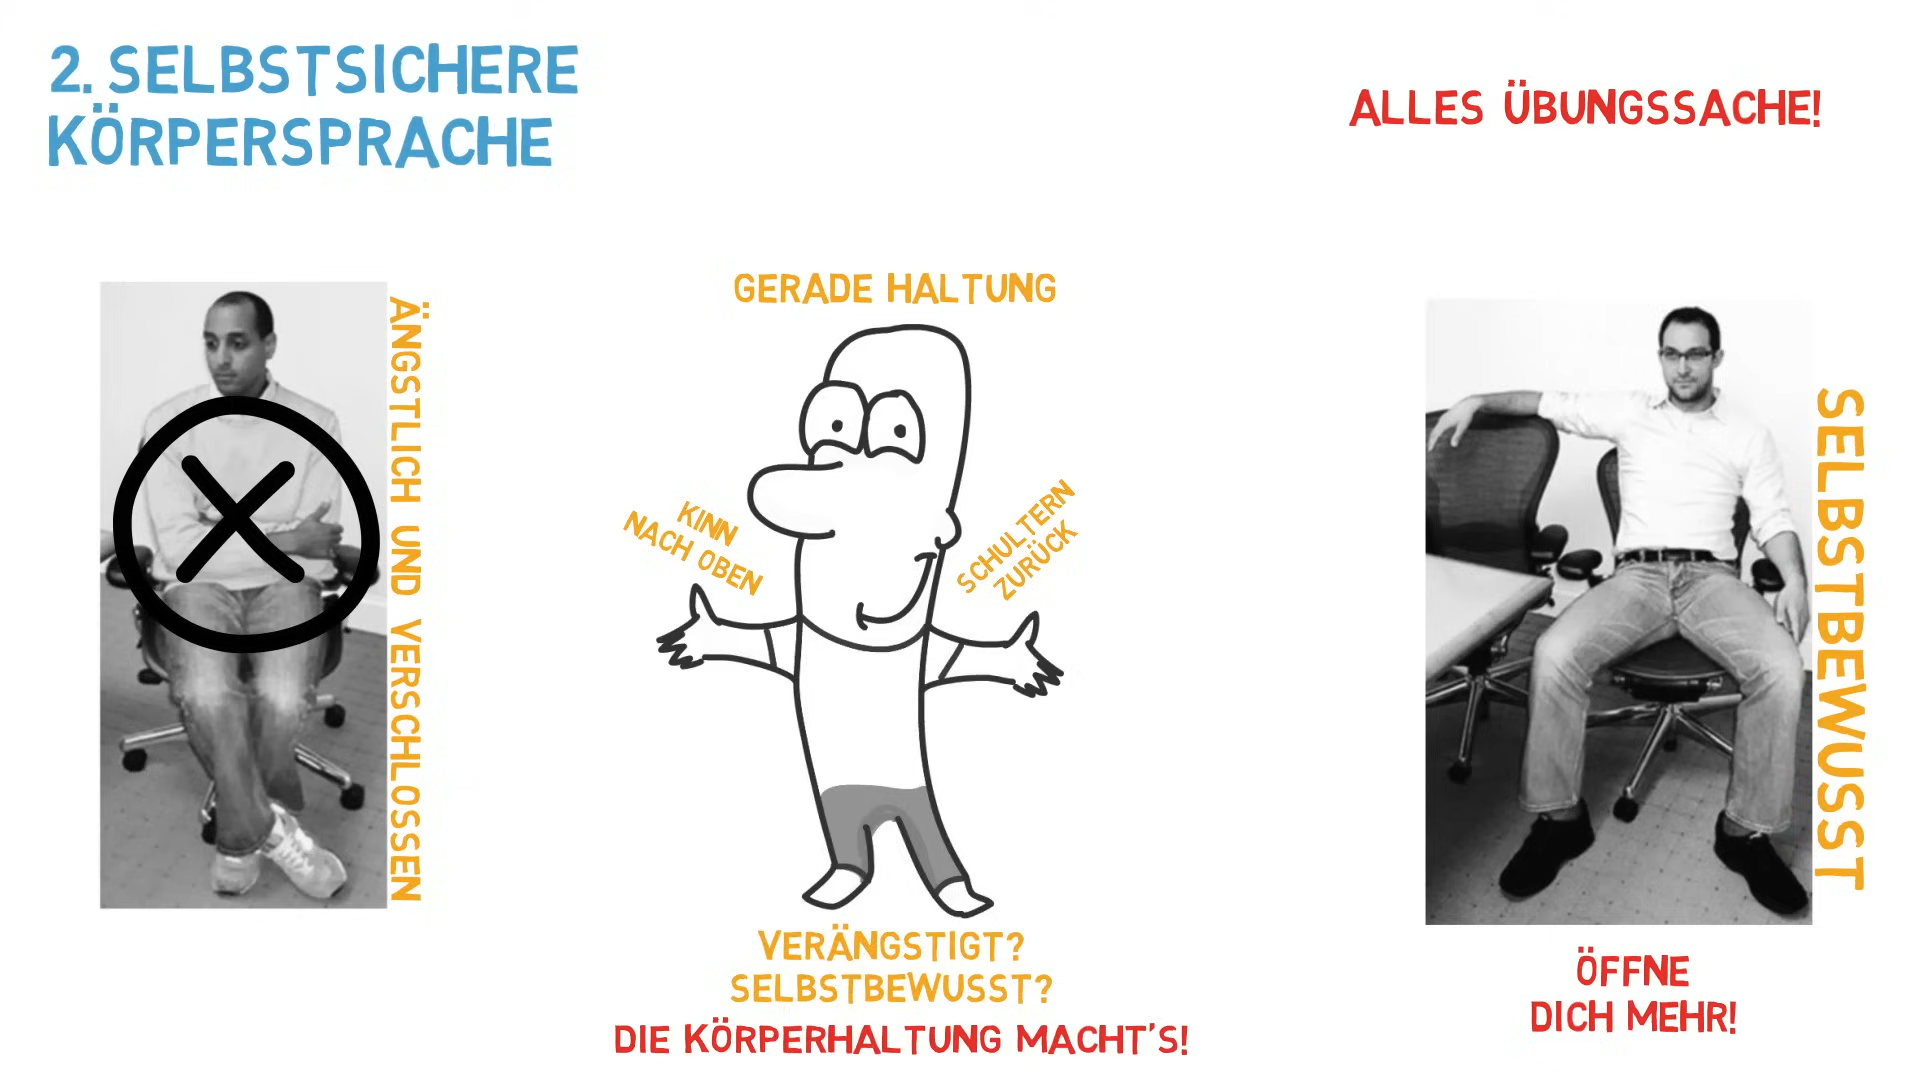 2. SELBSTSICHERE
KÖRPERSPRACHE
ALLES ÜBUNGSSACHE!
ÄNGSTLICH UND VERSCHLOSSEN
GERADE HALTUNG
KINN
NACH OBEN
SCHULTERN
ZURÜCK
VERÄNGSTIGT?
SELBSTBEWUSST?
DIE KÖRPERHALTUNG MACHT'S!
SELBSTBEWUSST
ÖFFNE
DICH MEHR!